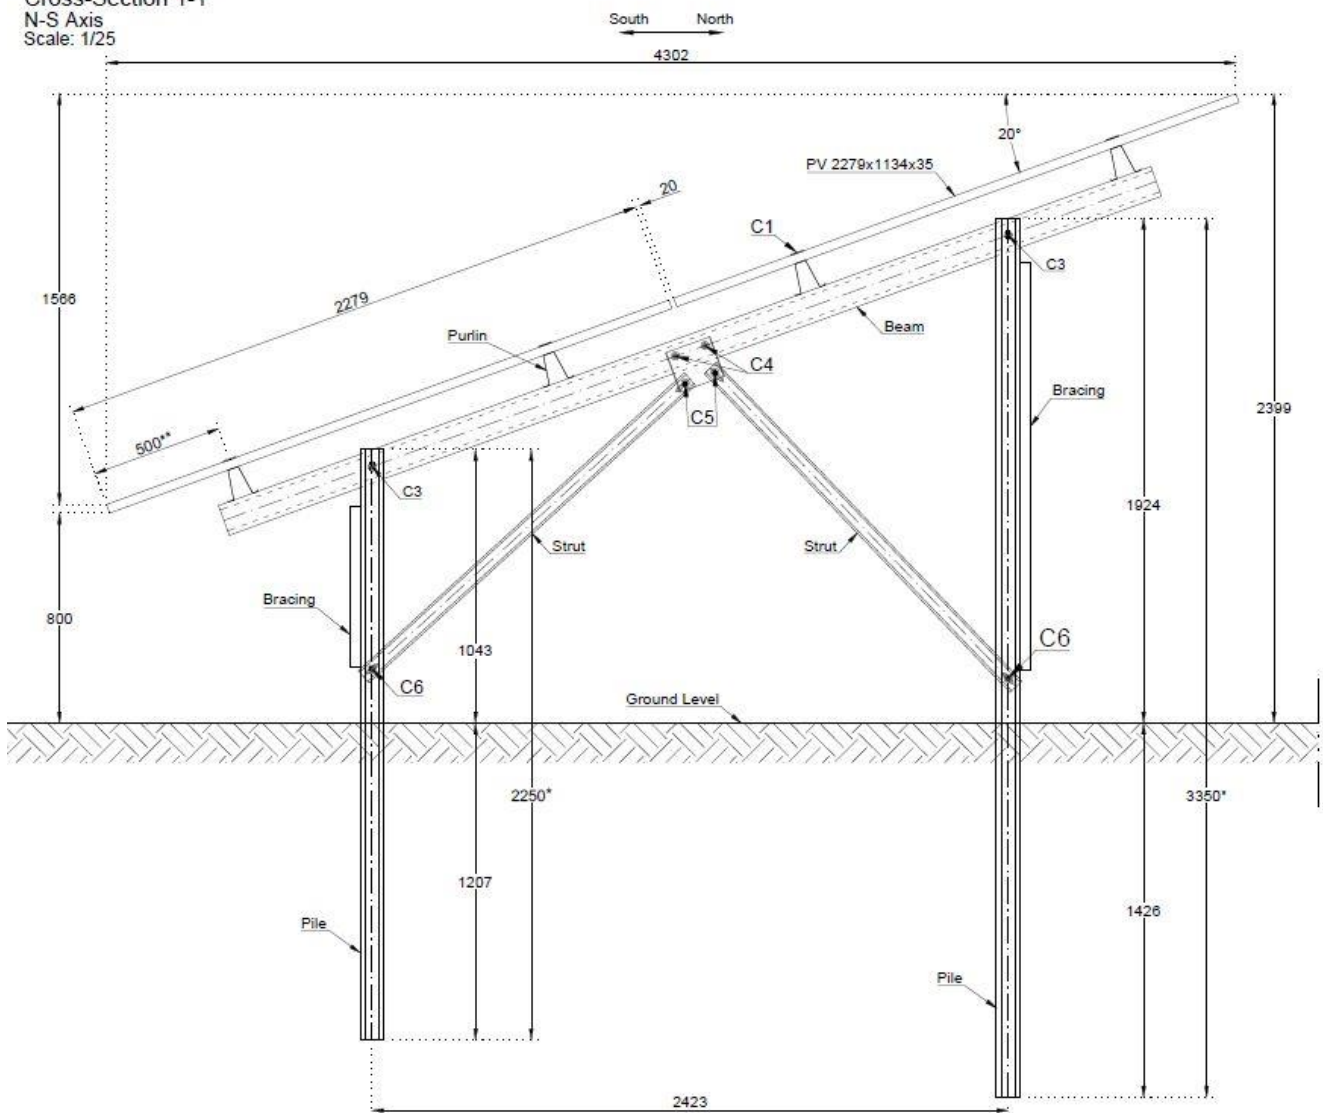 Cross-Section 1-1
N-S Axis
Scale: 1/25
South North
4302
20°
PV 2279x1134x35
20
C1
C3
1566
2279
Purlin
Beam
C4
C5
Bracing
2399
500**
C3
1924
Strut
Strut
Bracing
800
1043
C6
C6
Ground Level
2250*
3350*
1207
1426
Pile
Pile
2423